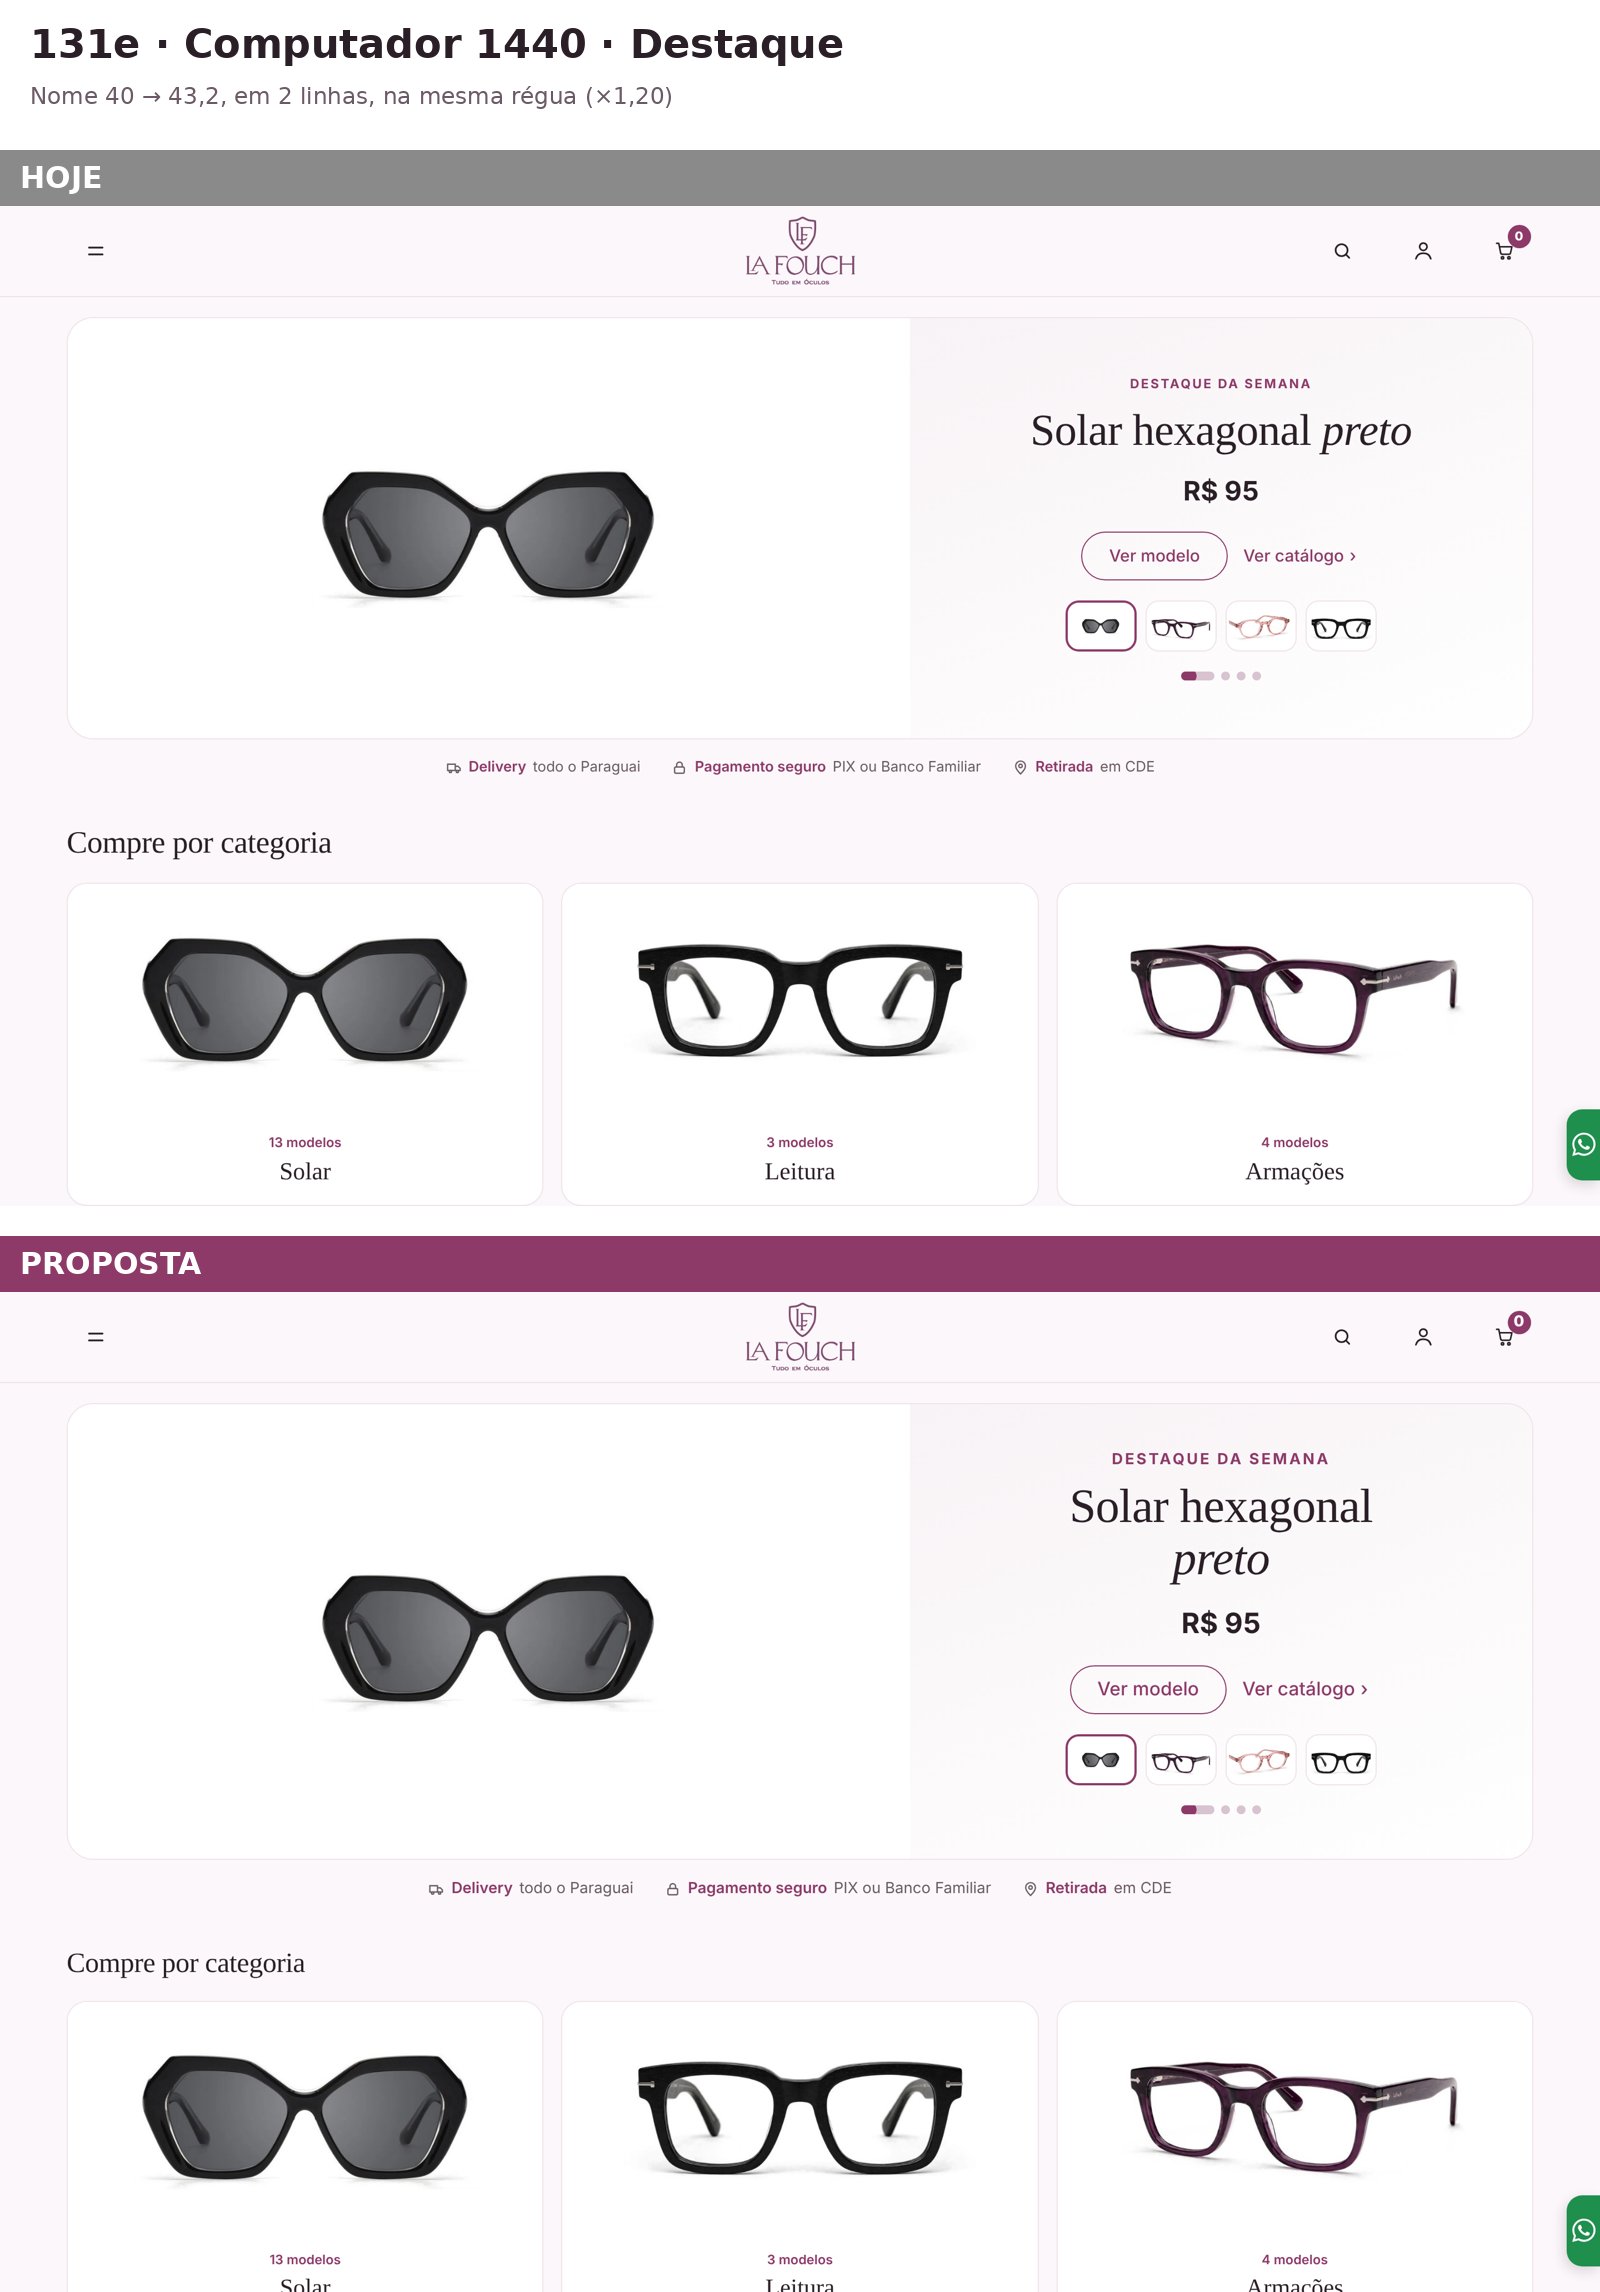 131e · Computador 1440 · Destaque
Nome 40 → 43,2, em 2 linhas, na mesma régua (×1,20)
HOJE
0
LF
LA FOUCH
TUDO EM ÓCULOS
DESTAQUE DA SEMANA
Solar hexagonal preto
R$ 95
Ver modelo Ver catálogo ›
Delivery todo o Paraguai Pagamento seguro PIX ou Banco Familiar Retirada em CDE
Compre por categoria
13 modelos 3 modelos 4 modelos
Solar Leitura Armações
PROPOSTA
0
LF
LA FOUCH
TUDO EM ÓCULOS
DESTAQUE DA SEMANA
Solar hexagonal
preto
R$ 95
Ver modelo Ver catálogo ›
Delivery todo o Paraguai Pagamento seguro PIX ou Banco Familiar Retirada em CDE
Compre por categoria
13 modelos 3 modelos 4 modelos
Solar Leitura Armações